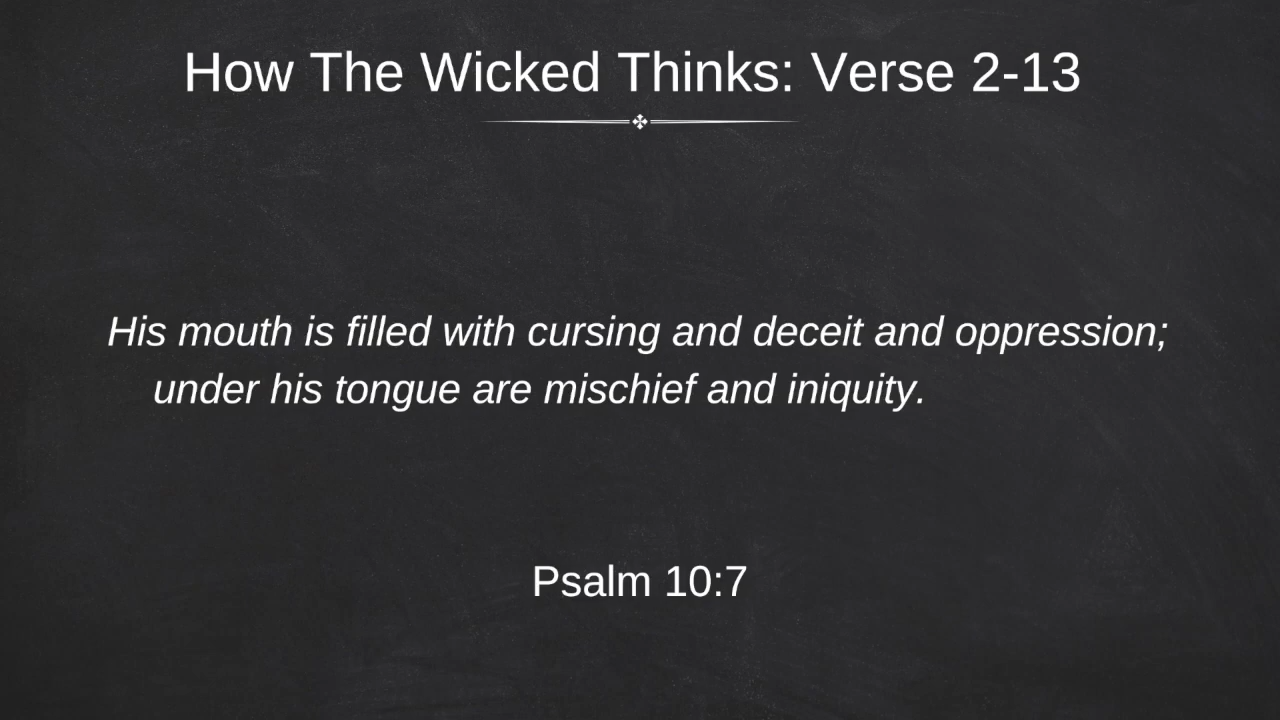 How The Wicked Thinks: Verse 2-13
His mouth is filled with cursing and deceit and oppression;
under his tongue are mischief and iniquity.
Psalm 10:7